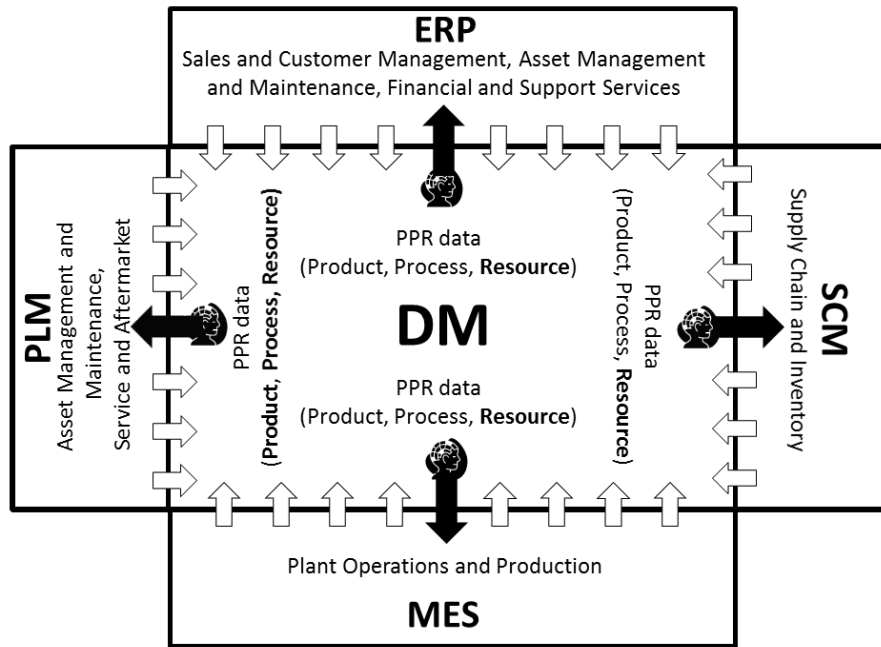 ERP
Sales and Customer Management, Asset Management
and Maintenance, Financial and Support Services
PLM
Asset Management and
Maintenance,
Service and Aftermarket
PPR data
(Product, Process, Resource)
PPR data
(Product, Process, Resource)
DM
PPR data
(Product, Process, Resource)
PPR data
(Product, Process, Resource)
Supply Chain and Inventory
SCM
Plant Operations and Production
MES